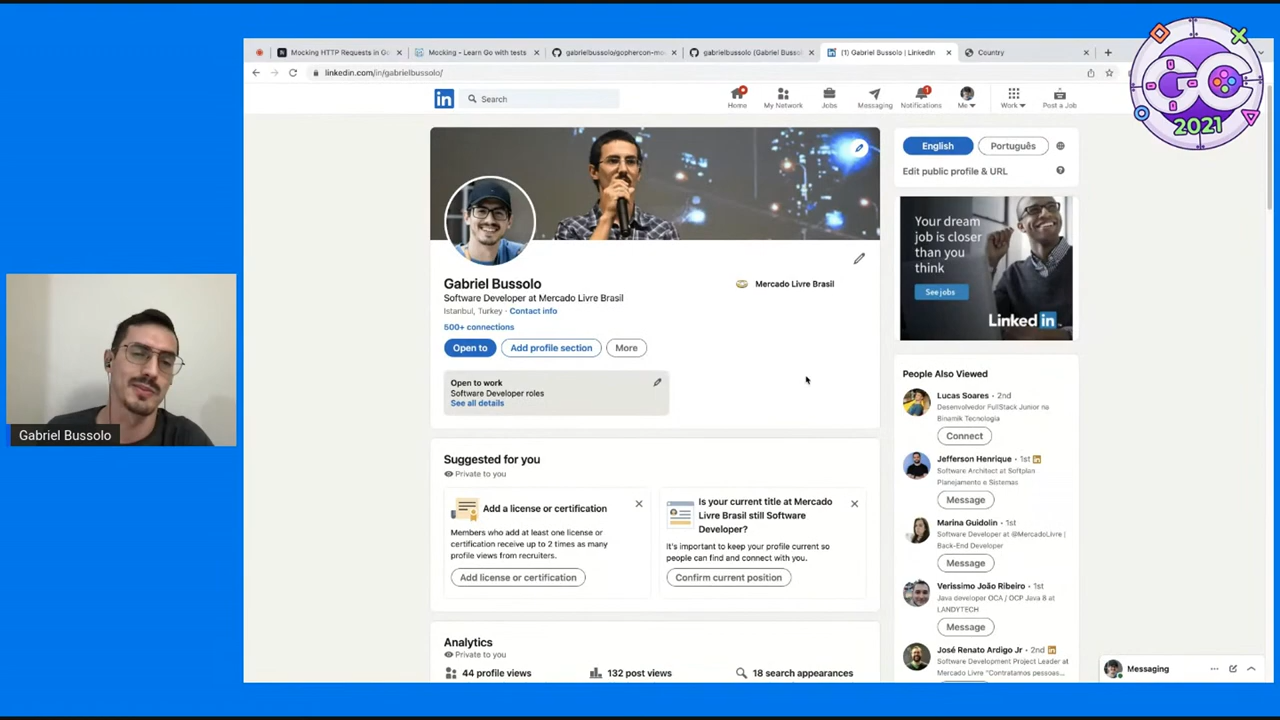 Mocking HTTP Requests in Go
Mocking - Learn Go with tests
gabrielbussolo/gophercon-mo
gabrielbussolo (Gabriel Busso
(1) Gabriel Bussolo | LinkedIn
Country
linkedin.com/in/gabrielbussolo/
GC
2021
in
Search
Home
My Network
Jobs
Messaging
1
Notifications
Me
Work
Post a Job
English
Português
Edit public profile & URL
Your dream
job is closer
than you
think
See jobs
Linked in
Gabriel Bussolo
Software Developer at Mercado Livre Brasil
Istanbul, Turkey · Contact info
500+ connections
Mercado Livre Brasil
Open to
Add profile section
More
Open to work
Software Developer roles
See all details
Suggested for you
Private to you
Add a license or certification
Members who add at least one license or
certification receive up to 2 times as many
profile views from recruiters.
Add license or certification
Is your current title at Mercado
Livre Brasil still Software
Developer?
It's important to keep your profile current so
people can find and connect with you.
Confirm current position
Analytics
Private to you
44 profile views
132 post views
18 search appearances
People Also Viewed
Lucas Soares · 2nd
Desenvolvedor FullStack Junior na
Binamik Tecnologia
Connect
Jefferson Henrique · 1st
Software Architect at Softplan
Planejamento e Sistemas
Message
Marina Guidolin · 1st
Software Developer at @MercadoLivre |
Back-End Developer
Message
Verissimo João Ribeiro · 1st
Java developer OCA / OCP Java 8 at
LANDYTECH
Message
José Renato Ardigo Jr · 2nd
Software Development Project Leader at
Mercado Livre "Contratamos pessoas...
Messaging
Gabriel Bussolo